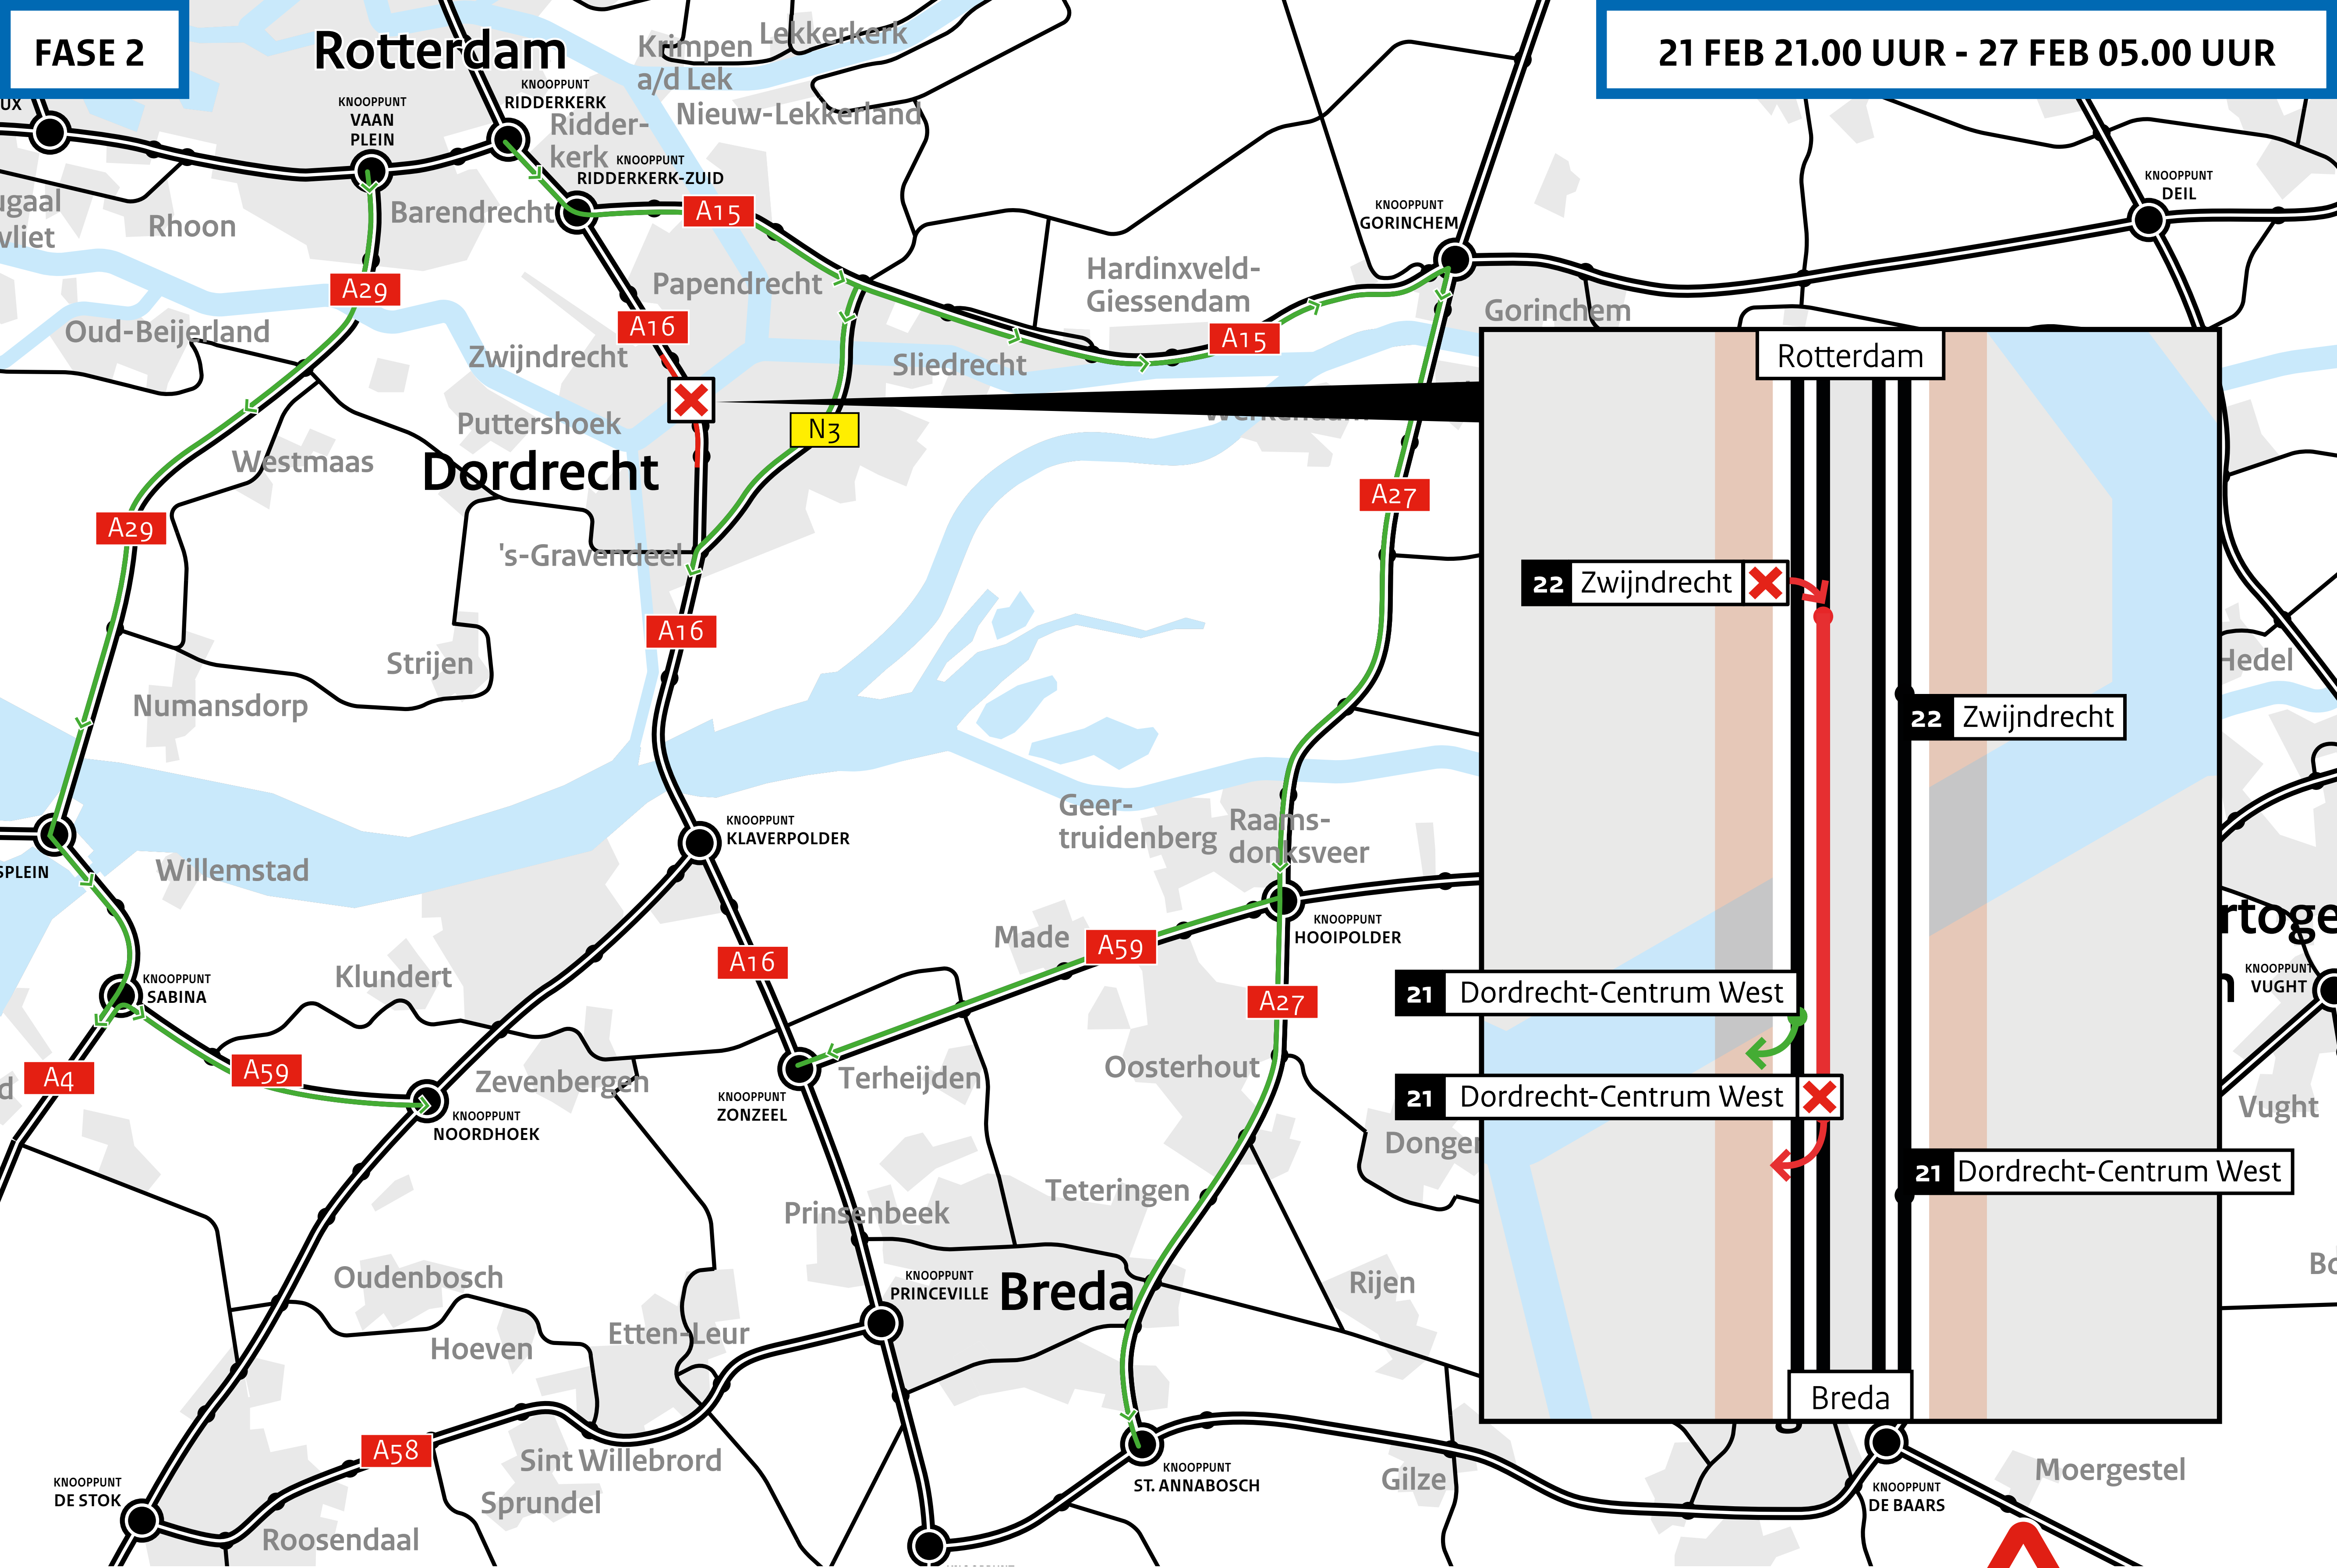 FASE 2
21 FEB 21.00 UUR - 27 FEB 05.00 UUR
Rotterdam
Krimpen
a/d Lek
Lekkerkerk
Nieuw-Lekkerland
KNOOPPUNT
VAAN
PLEIN
KNOOPPUNT
RIDDERKERK
Ridder-
kerk
KNOOPPUNT
RIDDERKERK-ZUID
UX
Rhoon
Barendrecht
A15
KNOOPPUNT
GORINCHEM
KNOOPPUNT
DEIL
A29
Papendrecht
Hardinxveld-
Giessendam
Gorinchem
Oud-Beijerland
A16
A15
Zwijndrecht
Sliedrecht
Puttershoek
N3
Westmaas
Dordrecht
A27
A29
's-Gravendeel
A16
Strijen
Numansdorp
Hedel
SPLEIN
Willemstad
KNOOPPUNT
KLAVERPOLDER
Geer-
truidenberg
Raams-
donksveer
KNOOPPUNT
HOOIPOLDER
Made
A59
A16
KNOOPPUNT
SABINA
Klundert
A27
KNOOPPUNT
VUGHT
A4
A59
Zevenbergen
Terheijden
Oosterhout
KNOOPPUNT
ZONZEEL
KNOOPPUNT
NOORDHOEK
Vught
Teteringen
Prinsenbeek
Oudenbosch
KNOOPPUNT
PRINCEVILLE
Breda
Rijen
Hoeven
Etten-Leur
A58
Sint Willebrord
KNOOPPUNT
ST. ANNABOSCH
Gilze
KNOOPPUNT
DE BAARS
Moergestel
KNOOPPUNT
DE STOK
Sprundel
Roosendaal
Rotterdam
22 Zwijndrecht
22 Zwijndrecht
21 Dordrecht-Centrum West
21 Dordrecht-Centrum West
21 Dordrecht-Centrum West
Breda